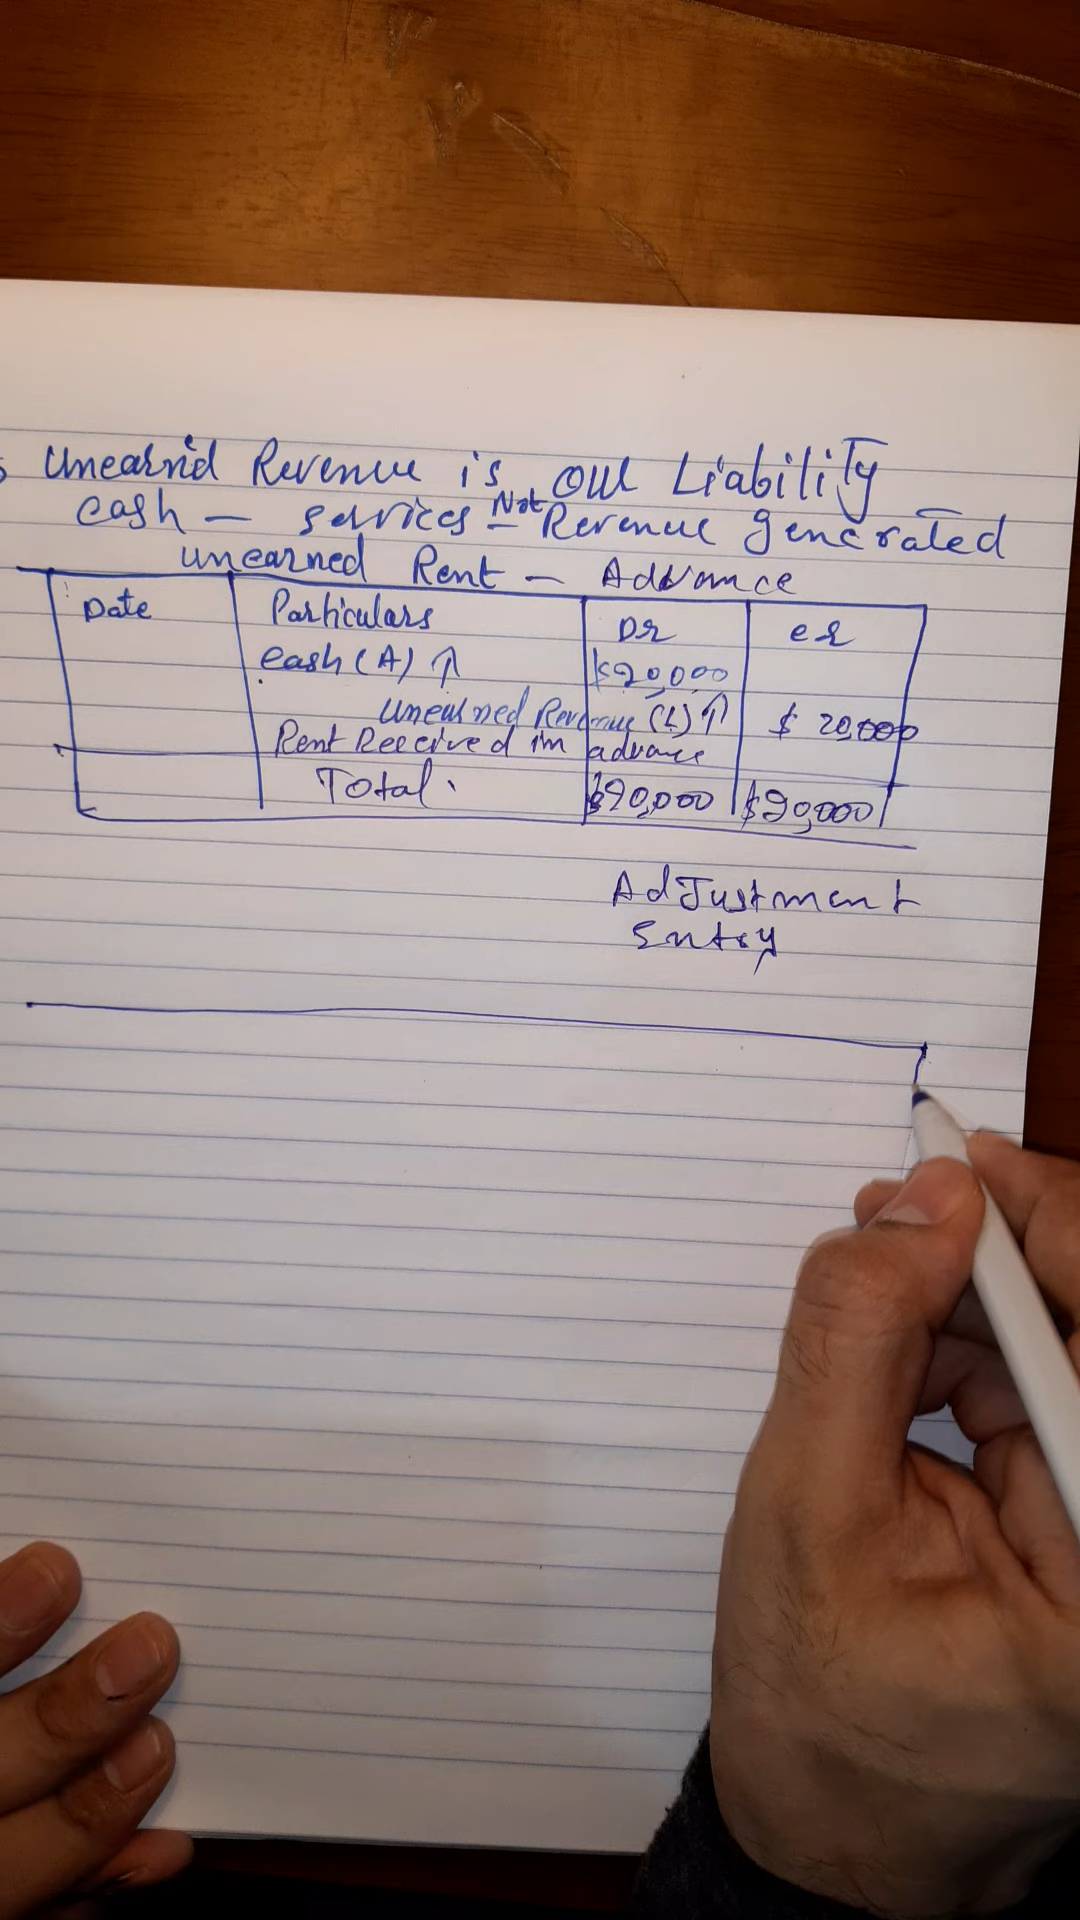 Unearned Revenue is our Liability
cash — services Not Revenue generated
unearned Rent — Advance
Date Particulars Dr cr
cash (A) ↑ $20,000
Unearned Revenue (L) ↑ $ 20,000
Rent Received in advance
Total. $20,000 $20,000
AdJustment
Entry